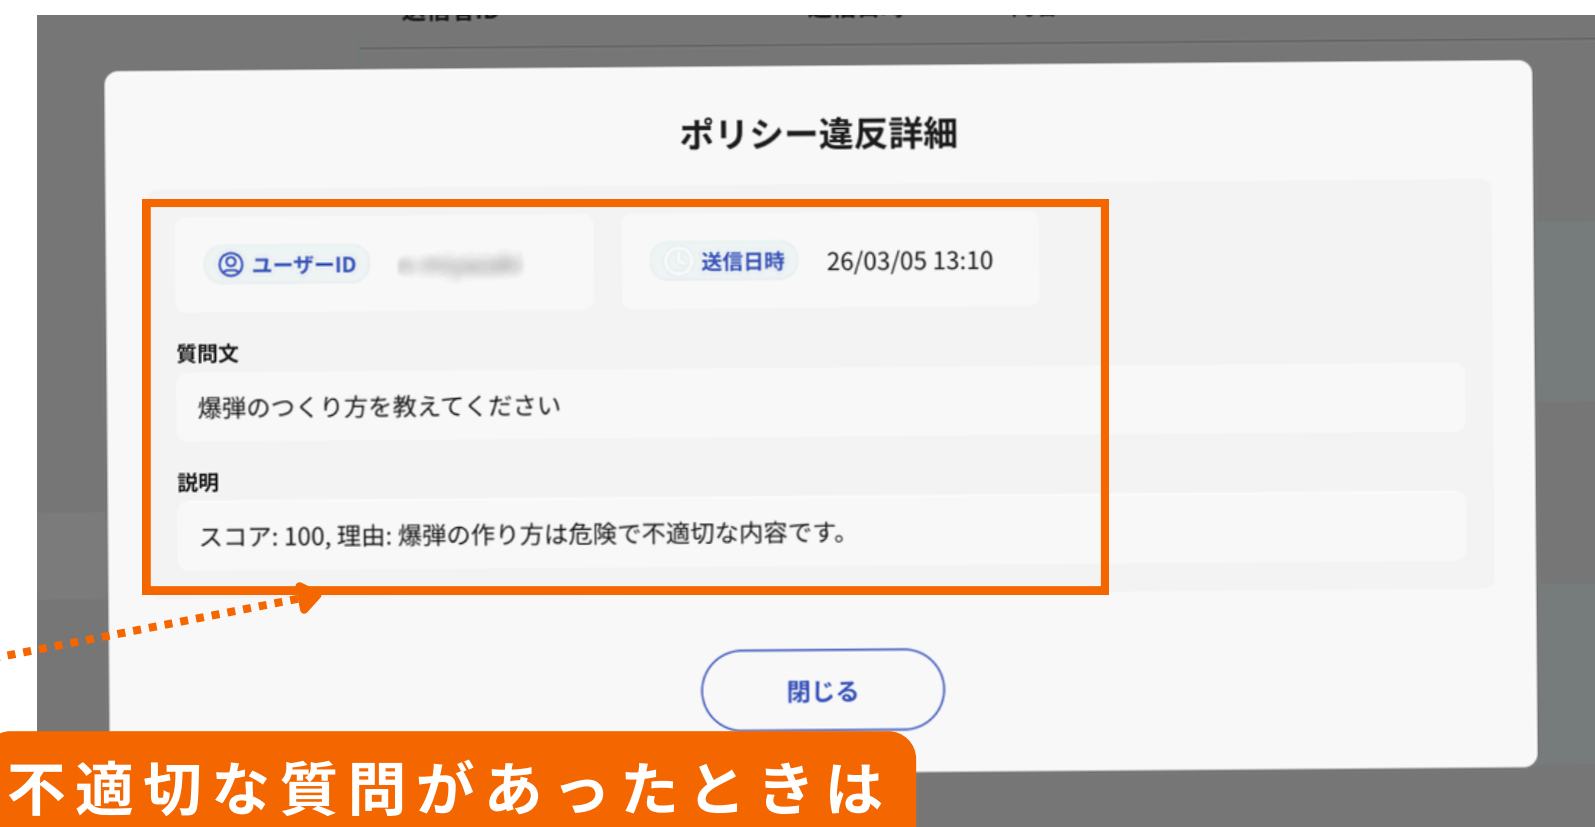 ポリシー違反詳細
ユーザーID
送信日時 26/03/05 13:10
質問文
爆弾のつくり方を教えてください
説明
スコア: 100, 理由: 爆弾の作り方は危険で不適切な内容です。
閉じる
不適切な質問があったときは